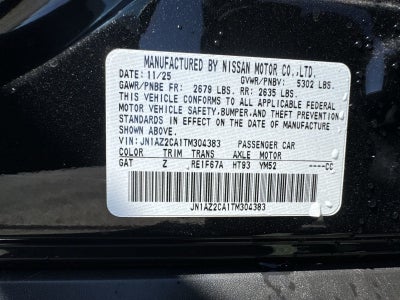 MANUFACTURED BY NISSAN MOTOR CO.,LTD.
DATE: 11/25 GVWR/PNBV: 5302 LBS.
GAWR/PNBE FR: 2679 LBS. RR: 2635 LBS.
THIS VEHICLE CONFORMS TO ALL APPLICABLE FEDERAL
MOTOR VEHICLE SAFETY,BUMPER, AND THEFT PREVENTION
STANDARDS IN EFFECT ON THE DATE OF MANUFACTURE
SHOWN ABOVE.
VIN: JN1AZ2CA1TM304383 PASSENGER CAR
COLOR TRIM TRANS AXLE MOTOR
GAT Z RE1F67A HT93 YM52 ----CC
JN1AZ2CA1TM304383